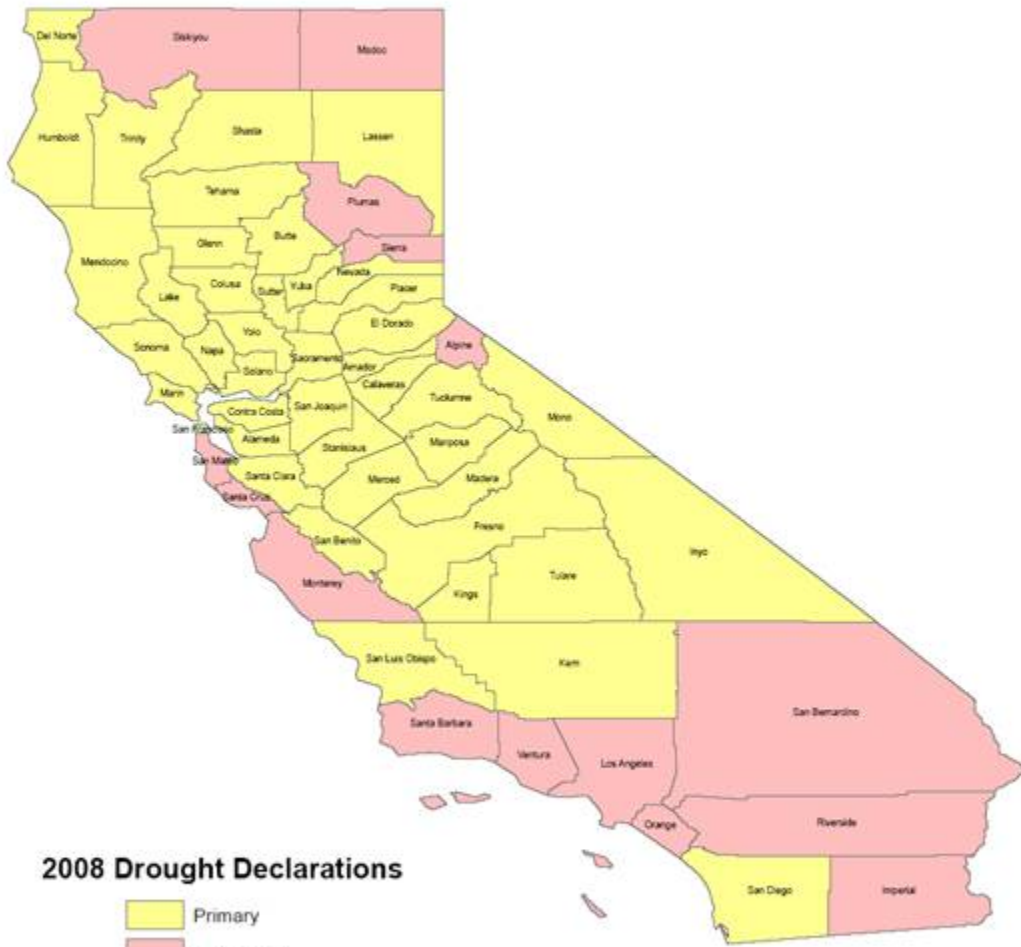 Del Norte
Siskiyou
Modoc
Humboldt
Trinity
Shasta
Lassen
Tehama
Plumas
Butte
Glenn
Sierra
Mendocino
Nevada
Colusa
Lake
Sutter
Yuba
Placer
El Dorado
Yolo
Sonoma
Napa
Alpine
Sacramento
Amador
Solano
Calaveras
Marin
Tuolumne
San Joaquin
Contra Costa
Mono
San Francisco
Alameda
Mariposa
Stanislaus
San Mateo
Santa Clara
Merced
Madera
Santa Cruz
Fresno
San Benito
Inyo
Tulare
Monterey
Kings
San Luis Obispo
Kern
San Bernardino
Santa Barbara
Ventura
Los Angeles
Orange
Riverside
San Diego
Imperial
2008 Drought Declarations
Primary